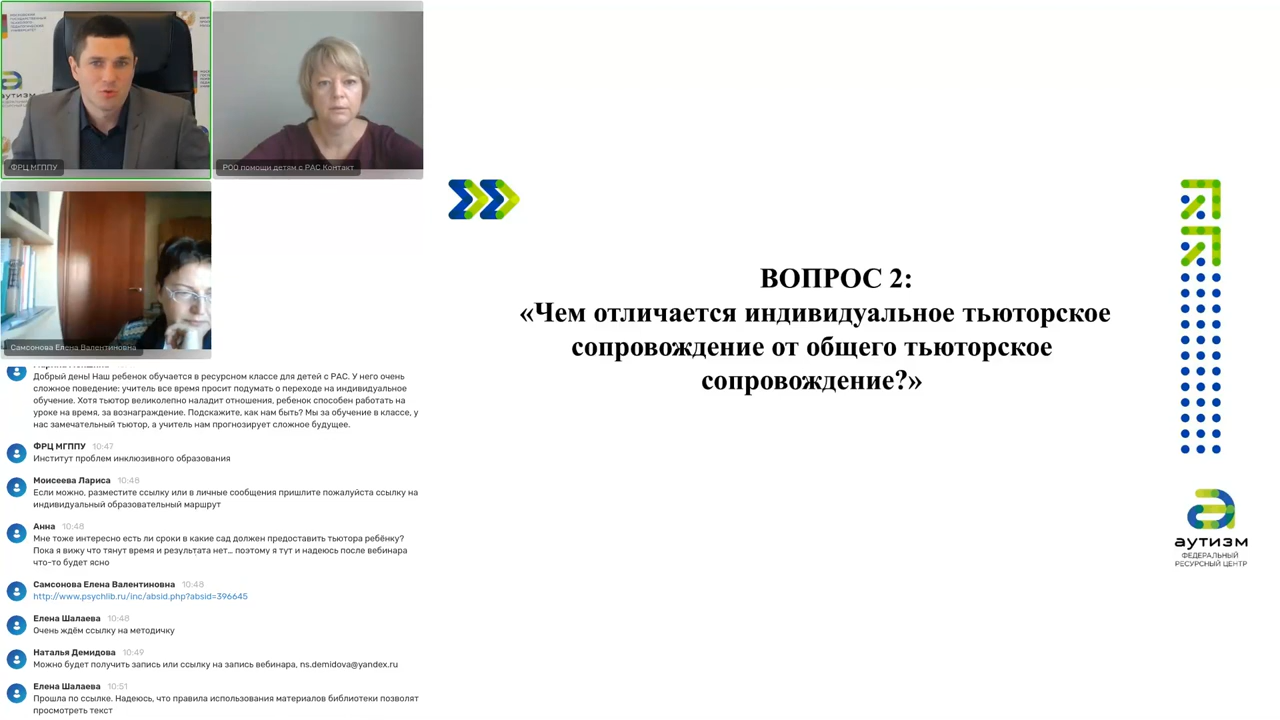 ФРЦ МГППУ
РОО помощи детям с РАС Контакт
Самсонова Елена Валентиновна
Добрый день! Наш ребенок обучается в ресурсном классе для детей с РАС. У него очень
сложное поведение: учитель все время просит подумать о переходе на индивидуальное
обучение. Хотя тьютор великолепно наладит отношения, ребенок способен работать на
уроке на время, за вознаграждение. Подскажите, как нам быть? Мы за обучение в классе, у
нас замечательный тьютор, а учитель нам прогнозирует сложное будущее.
ФРЦ МГППУ 10:47
Институт проблем инклюзивного образования
Моисеева Лариса 10:48
Если можно, разместите ссылку или в личные сообщения пришлите пожалуйста ссылку на
индивидуальный образовательный маршрут
Анна 10:48
Мне тоже интересно есть ли сроки в какие сад должен предоставить тьютора ребёнку?
Пока я вижу что тянут время и результата нет… поэтому я тут и надеюсь после вебинара
что-то будет ясно
Самсонова Елена Валентиновна 10:48
http://www.psychlib.ru/inc/absid.php?absid=396645
Елена Шалаева 10:48
Очень ждём ссылку на методичку
Наталья Демидова 10:49
Можно будет получить запись или ссылку на запись вебинара, ns.demidova@yandex.ru
Елена Шалаева 10:51
Прошла по ссылке. Надеюсь, что правила использования материалов библиотеки позволят
просмотреть текст
ВОПРОС 2:
«Чем отличается индивидуальное тьюторское
сопровождение от общего тьюторское
сопровождение?»
аутизм
ФЕДЕРАЛЬНЫЙ
РЕСУРСНЫЙ ЦЕНТР